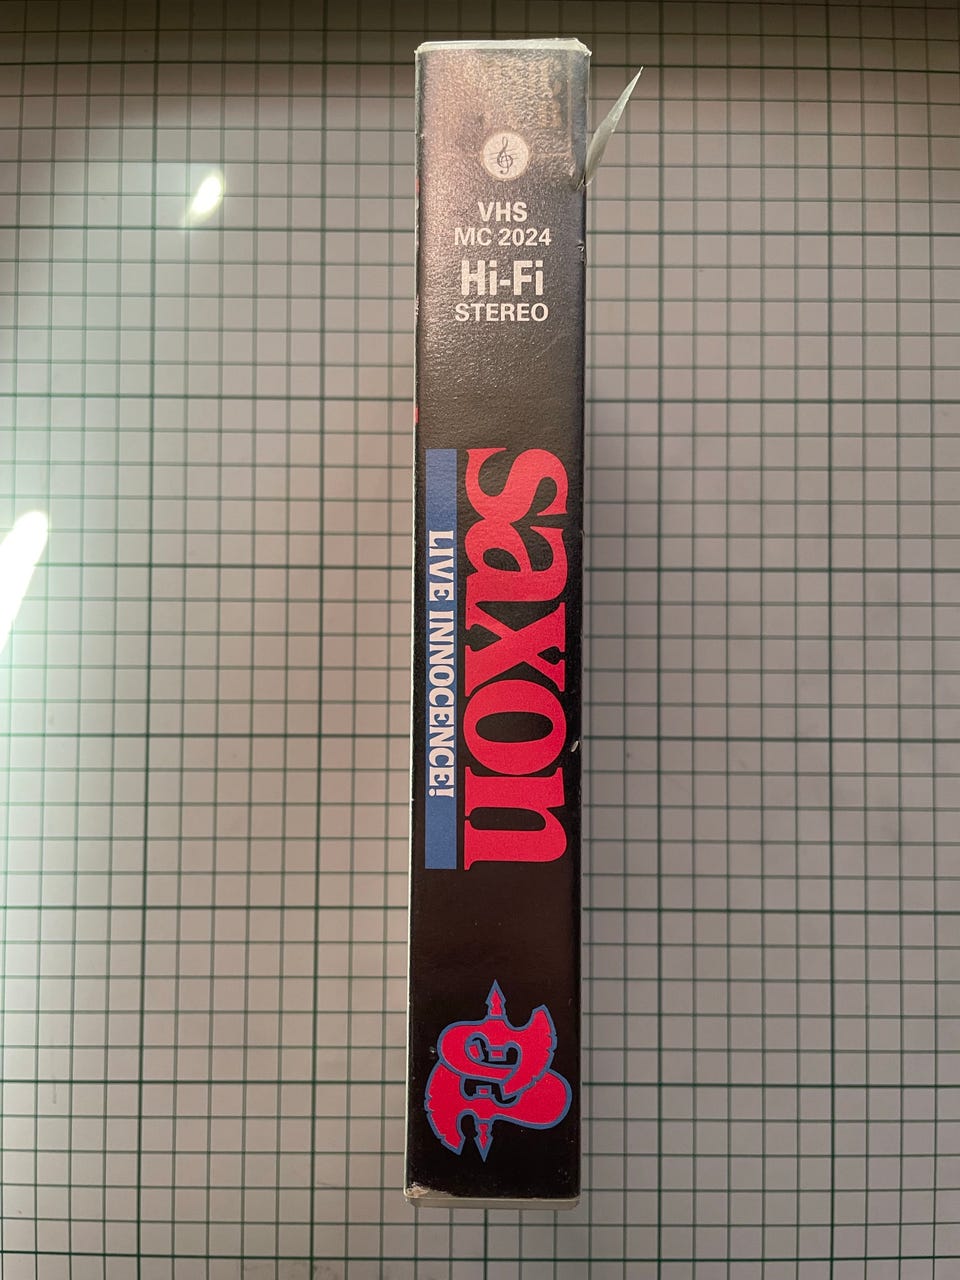 VHS
MC 2024
Hi-Fi
STEREO
saxon
LIVE INNOCENCE!